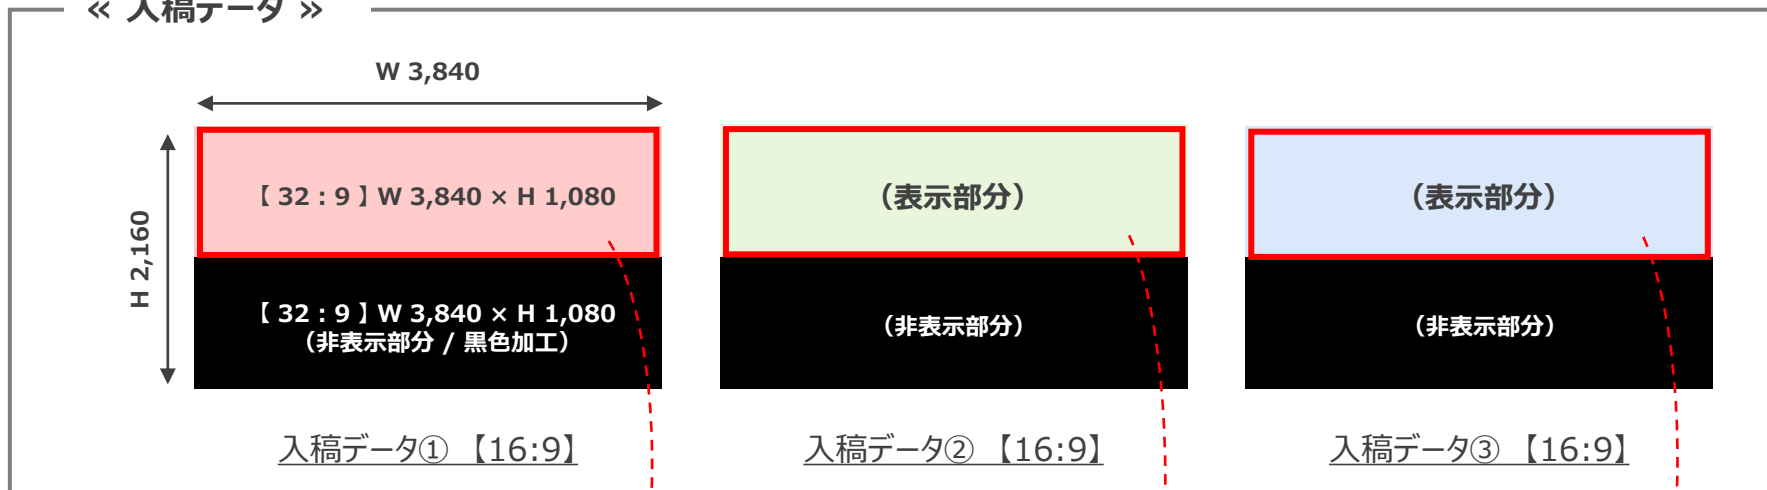 ≪ 入稿データ ≫
W 3,840
H 2,160
【 32 : 9 】W 3,840 × H 1,080
(表示部分)
(表示部分)
【 32 : 9 】W 3,840 × H 1,080
(非表示部分 / 黒色加工)
(非表示部分)
(非表示部分)
入稿データ① 【16:9】
入稿データ② 【16:9】
入稿データ③ 【16:9】